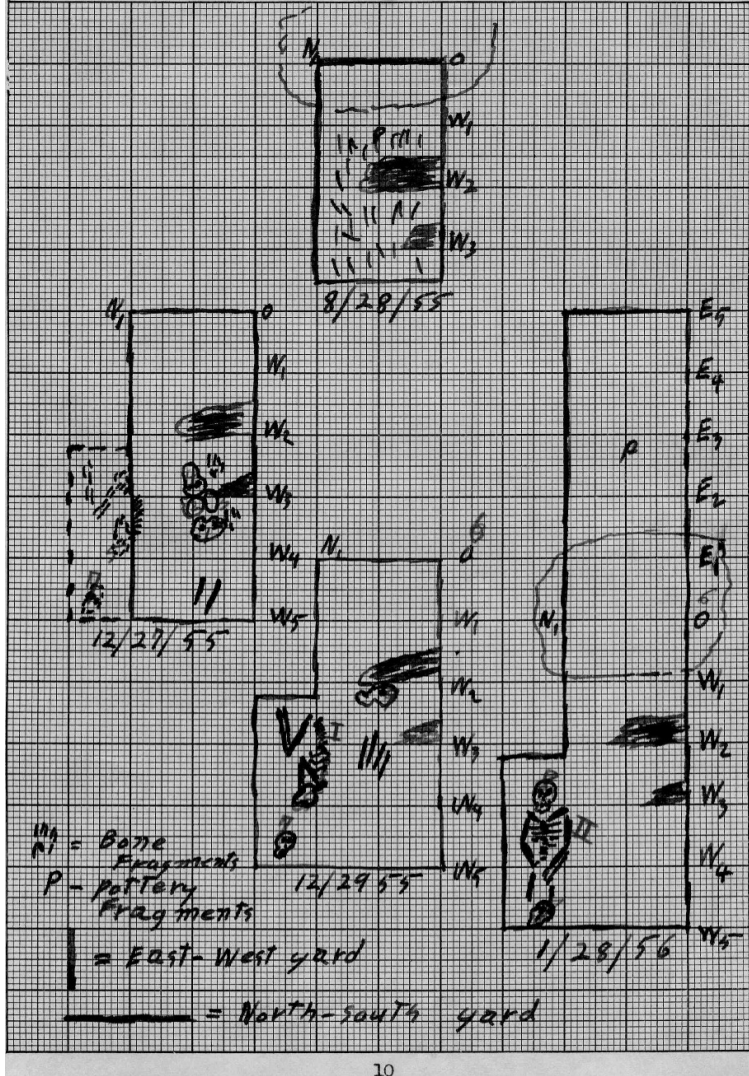 N₁ O
W₁
P
W₂
W₃
8/28/55
N₁ O
W₁
W₂
W₃
W₄
W₅
12/27/55
N₁ O
W₁
W₂
I
W₃
W₄
W₅
12/29 55
E₅
E₄
E₃
P
E₂
E₁
N₁ O
W₁
W₂
W₃
II
W₄
W₅
1/28/56
= Bone
Fragments
P - pottery
Fragments
= East-West yard
= North-south yard
10